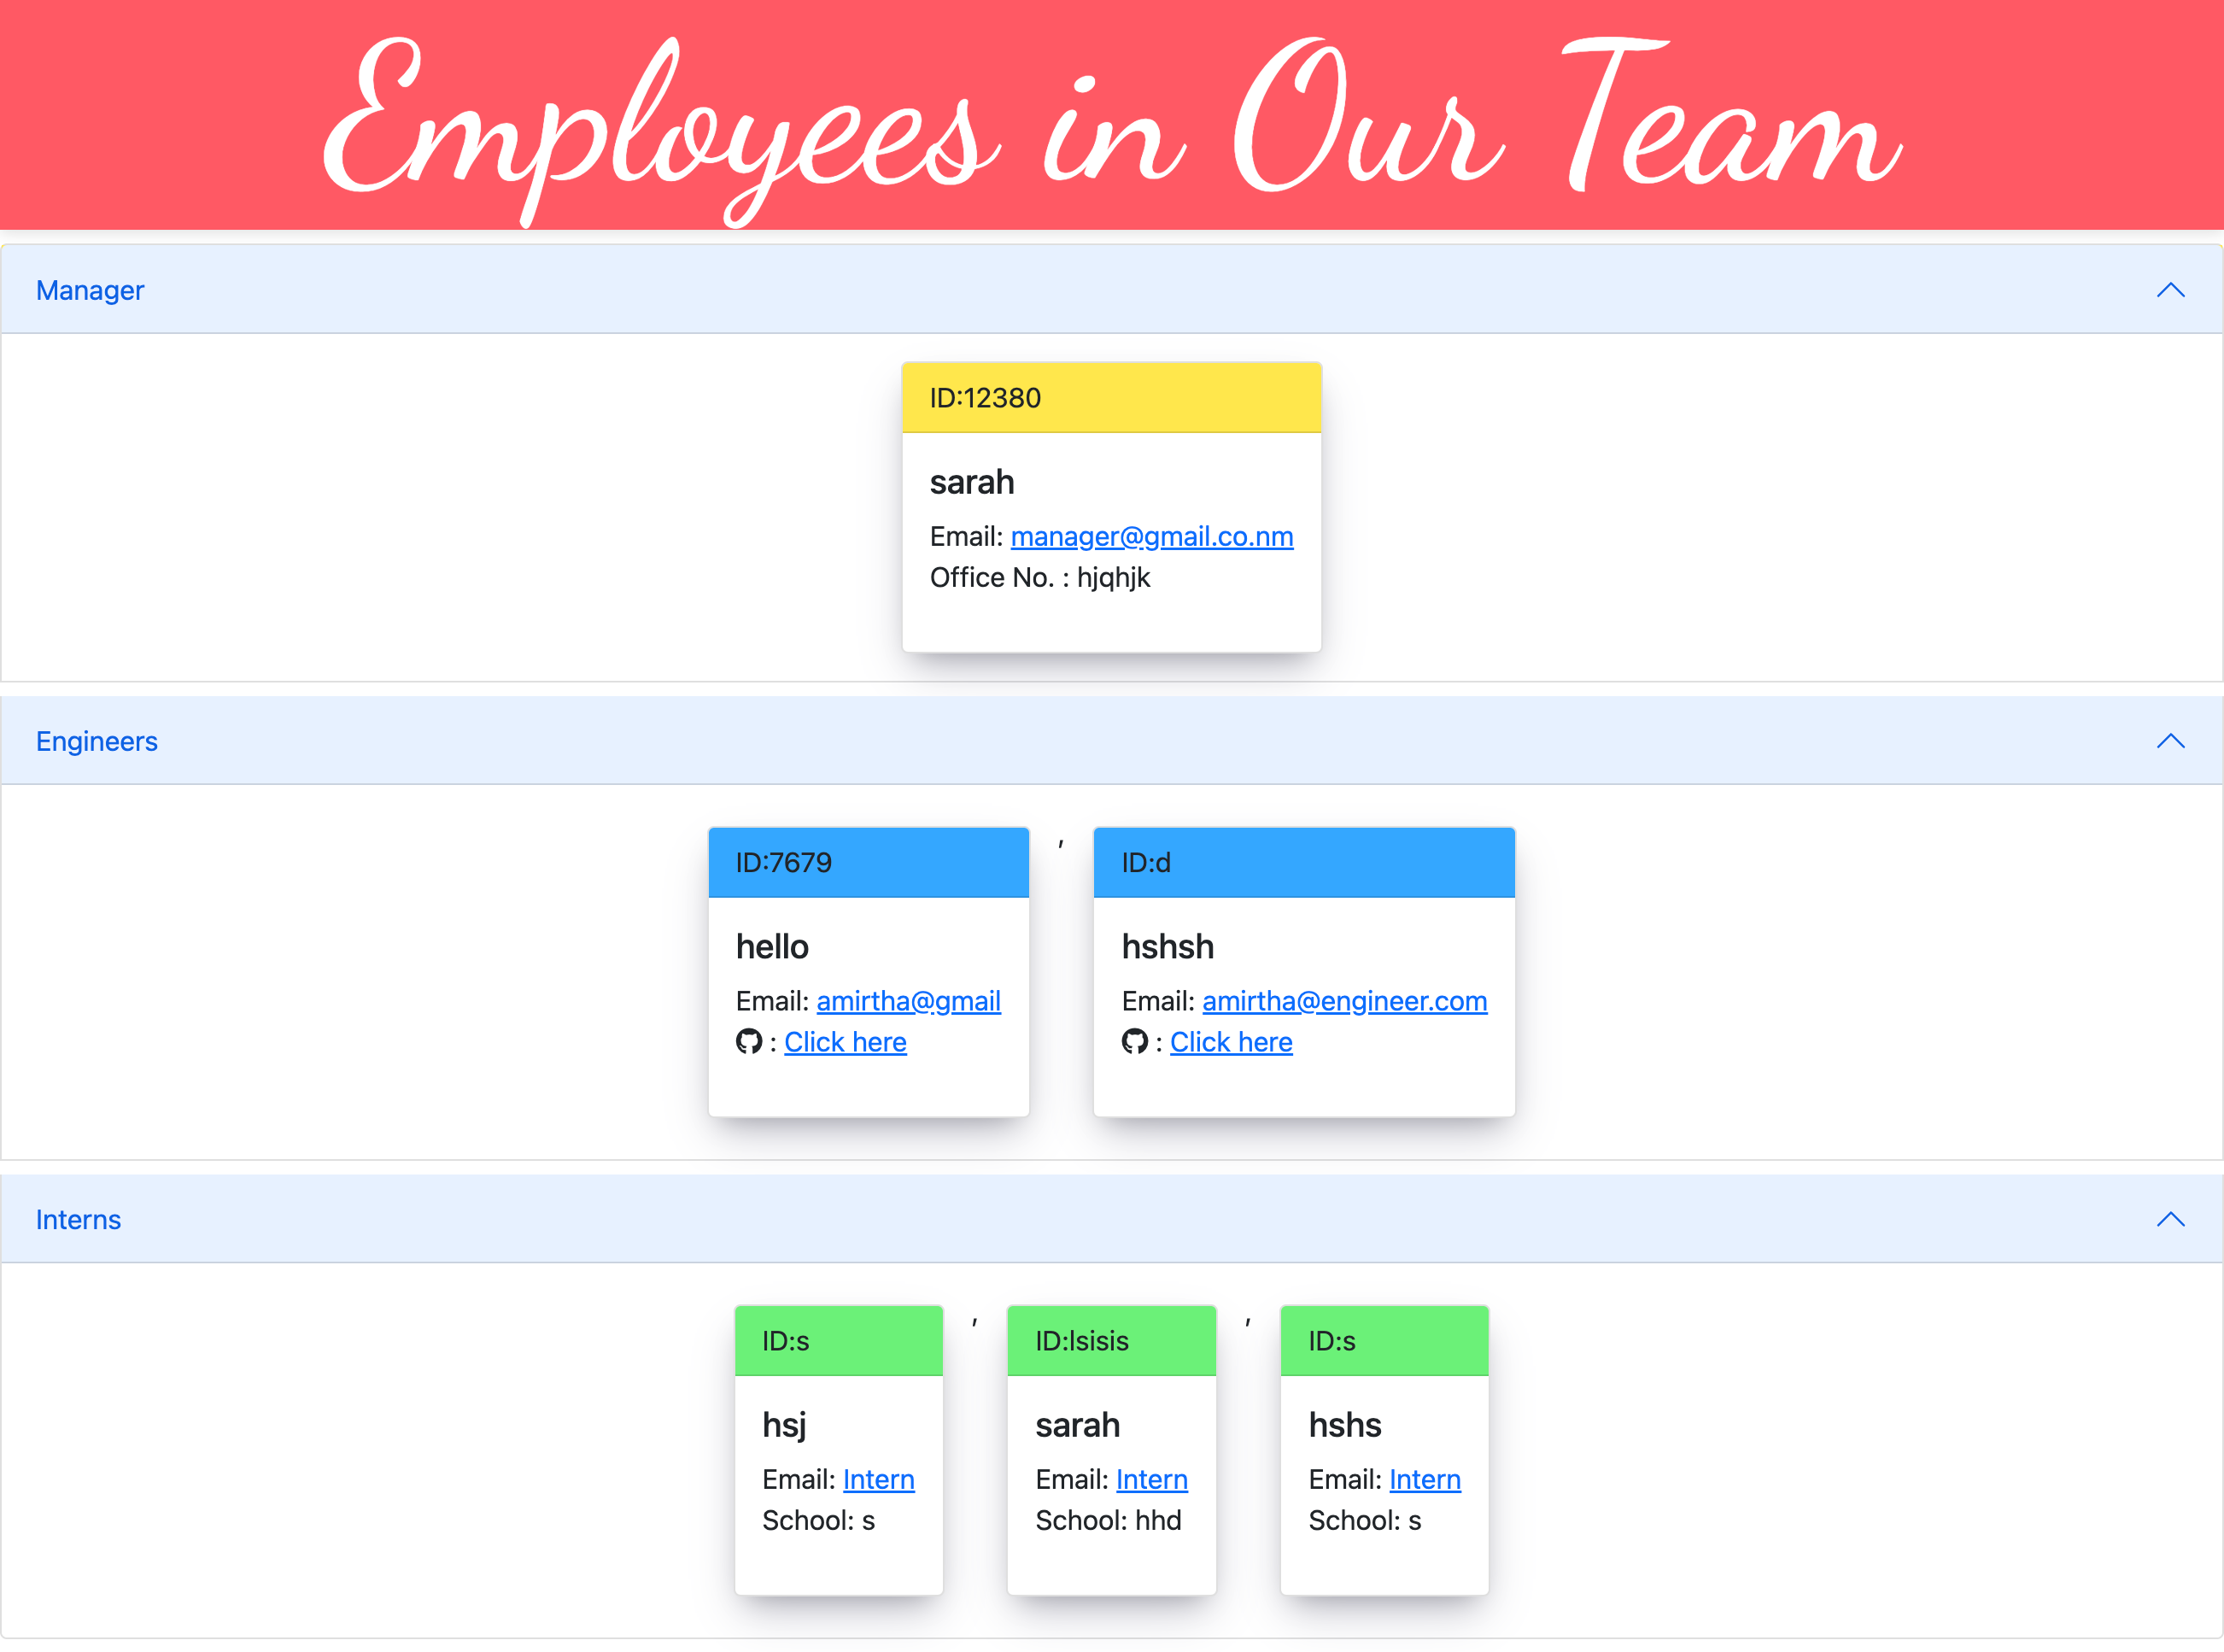 Employees in Our Team
Manager
ID:12380
sarah
Email: manager@gmail.co.nm
Office No. : hjqhjk
Engineers
ID:7679
hello
Email: amirtha@gmail
: Click here
,
ID:d
hshsh
Email: amirtha@engineer.com
: Click here
Interns
ID:s
hsj
Email: Intern
School: s
,
ID:lsisis
sarah
Email: Intern
School: hhd
,
ID:s
hshs
Email: Intern
School: s